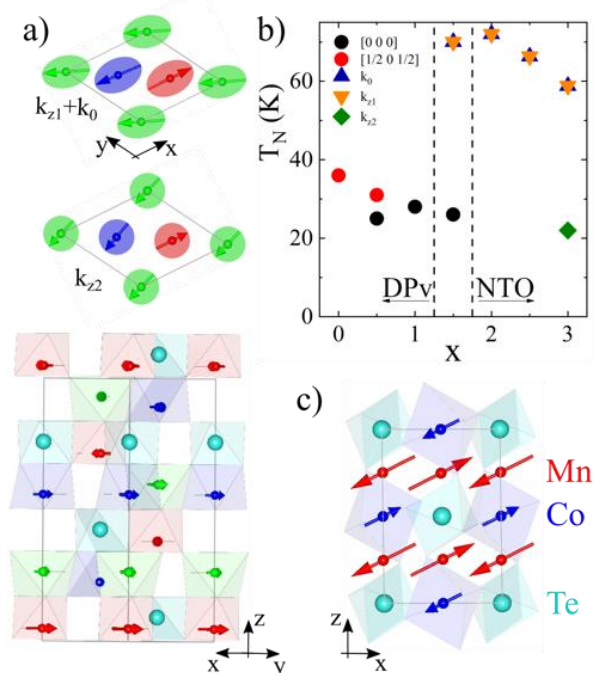 a)
k_z1+k_0
y x
k_z2
z
x y
b)
T_N (K)
60
40
20
0
[0 0 0]
[1/2 0 1/2]
k_0
k_z1
k_z2
DPv NTO
0 1 2 3
x
c)
Mn
Co
Te
z
x